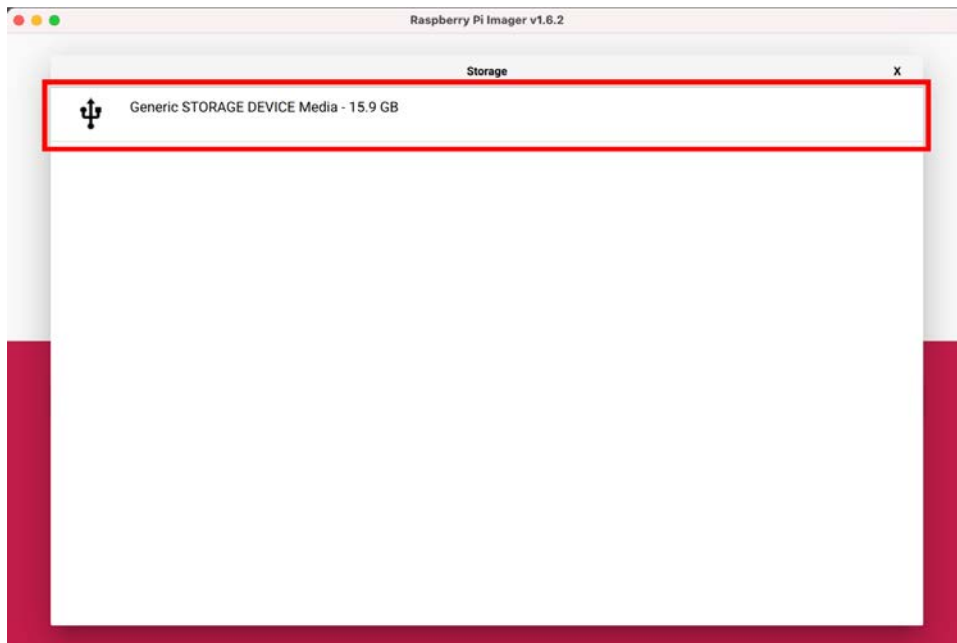 Raspberry Pi Imager v1.6.2
Storage X
Generic STORAGE DEVICE Media - 15.9 GB